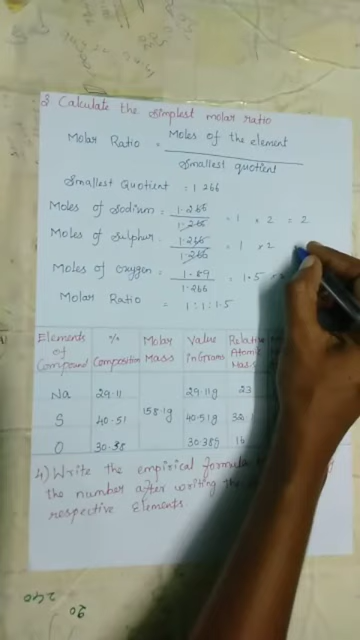 3 Calculate the Simplest molar ratio
Molar Ratio = Moles of the element
Smallest quotient
Smallest Quotient = 1.266
Moles of Sodium = 1.266 = 1 × 2 = 2
1.266
Moles of Sulphur = 1.266 = 1 × 2
1.266
Moles of Oxygen = 1.89 = 1.5 × 2
1.266
Molar Ratio = 1:1:1.5
Elements of Compound % Composition Molar Mass Value in Grams Relative Atomic Mass
Na 29.11 29.11g 23
S 40.51 158.1g 40.51g 32
O 30.38 30.38g 16
4) Write the empirical formula
the number after writing the
respective Elements.
240
20